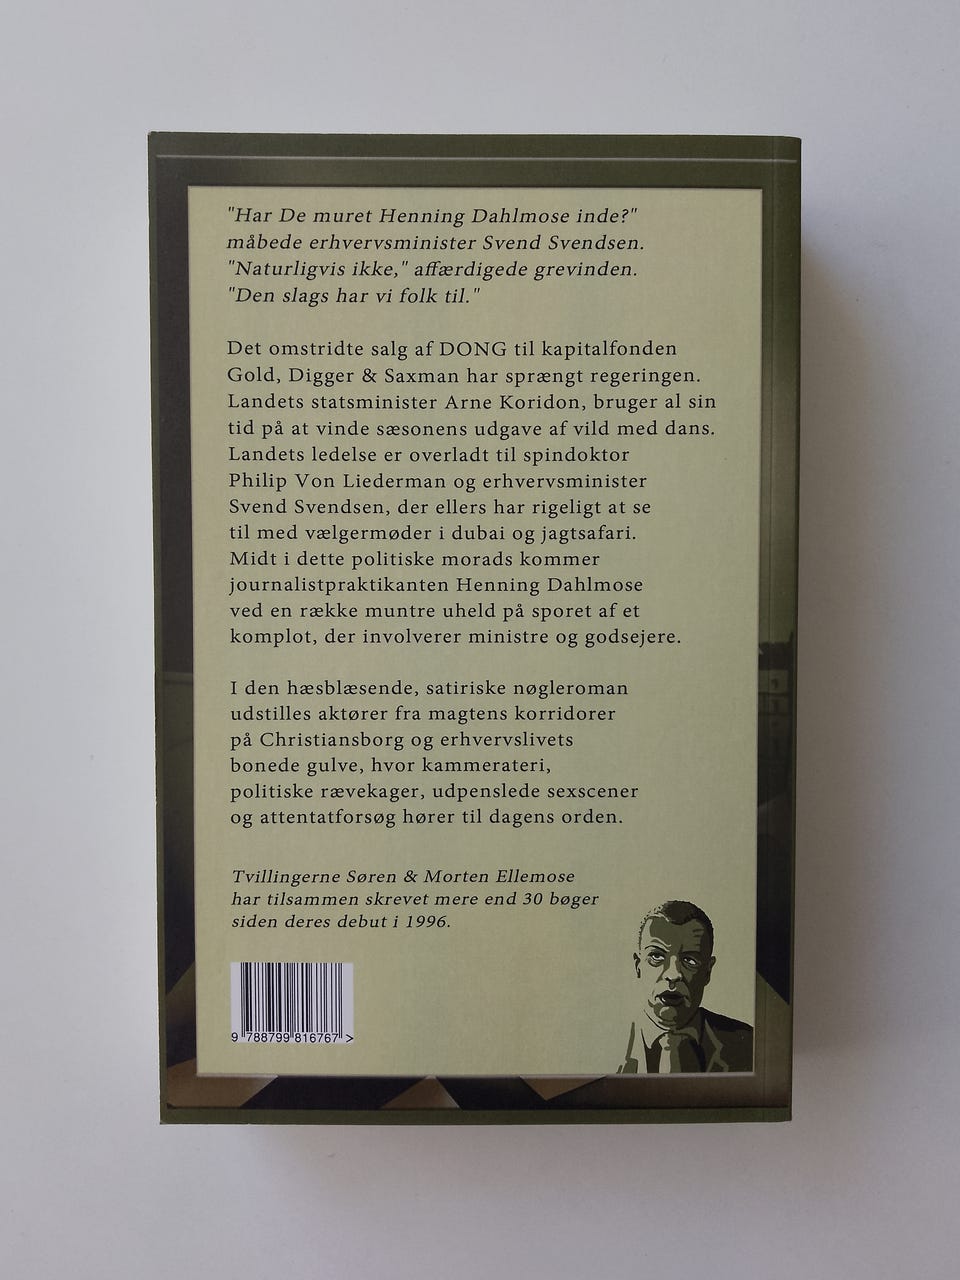 "Har De muret Henning Dahlmose inde?"
måbede erhvervsminister Svend Svendsen.
"Naturligvis ikke," affærdigede grevinden.
"Den slags har vi folk til."
Det omstridte salg af DONG til kapitalfonden
Gold, Digger & Saxman har sprængt regeringen.
Landets statsminister Arne Koridon, bruger al sin
tid på at vinde sæsonens udgave af vild med dans.
Landets ledelse er overladt til spindoktor
Philip Von Liederman og erhvervsminister
Svend Svendsen, der ellers har rigeligt at se
til med vælgermøder i dubai og jagtsafari.
Midt i dette politiske morads kommer
journalistpraktikanten Henning Dahlmose
ved en række muntre uheld på sporet af et
komplot, der involverer ministre og godsejere.
I den hæsblæsende, satiriske nøgleroman
udstilles aktører fra magtens korridorer
på Christiansborg og erhvervslivets
bonede gulve, hvor kammerateri,
politiske rævekager, udpenslede sexscener
og attentatforsøg hører til dagens orden.
Tvillingerne Søren & Morten Ellemose
har tilsammen skrevet mere end 30 bøger
siden deres debut i 1996.
9 788799 816767 >